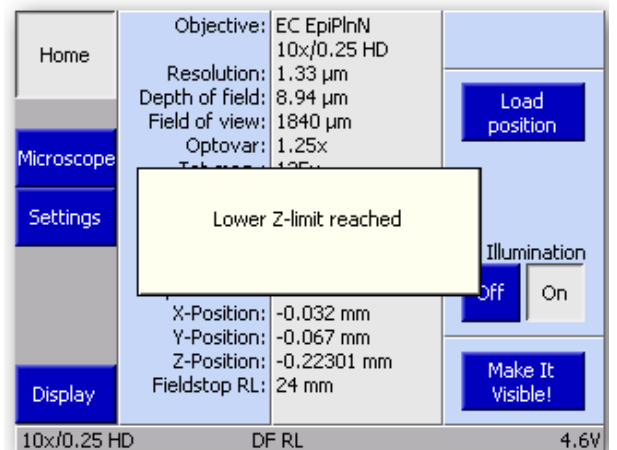 Home
Microscope
Settings
Display
Objective: EC EpiPlnN
10x/0.25 HD
Resolution: 1.33 µm
Depth of field: 8.94 µm
Field of view: 1840 µm
Optovar: 1.25x
Lower Z-limit reached
X-Position: -0.032 mm
Y-Position: -0.067 mm
Z-Position: -0.22301 mm
Fieldstop RL: 24 mm
Load
position
Illumination
Off On
Make It
Visible!
10x/0.25 HD DF RL 4.6V